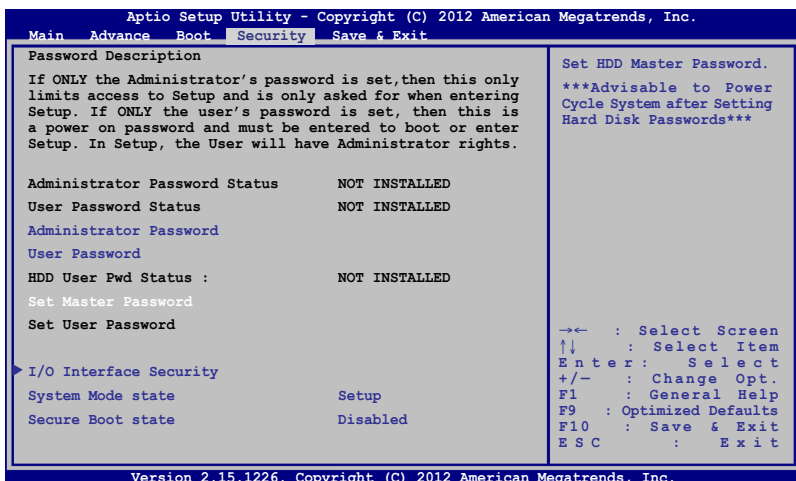 Aptio Setup Utility - Copyright (C) 2012 American Megatrends, Inc.
Main Advance Boot Security Save & Exit
Password Description
If ONLY the Administrator's password is set,then this only
limits access to Setup and is only asked for when entering
Setup. If ONLY the user's password is set, then this is
a power on password and must be entered to boot or enter
Setup. In Setup, the User will have Administrator rights.
Administrator Password Status NOT INSTALLED
User Password Status NOT INSTALLED
Administrator Password
User Password
HDD User Pwd Status : NOT INSTALLED
Set Master Password
Set User Password
I/O Interface Security
System Mode state Setup
Secure Boot state Disabled
Set HDD Master Password.
***Advisable to Power
Cycle System after Setting
Hard Disk Passwords***
→← : Select Screen
↑↓ : Select Item
Enter: Select
+/— : Change Opt.
F1 : General Help
F9 : Optimized Defaults
F10 : Save & Exit
ESC : Exit
Version 2.15.1226. Copyright (C) 2012 American Megatrends, Inc.